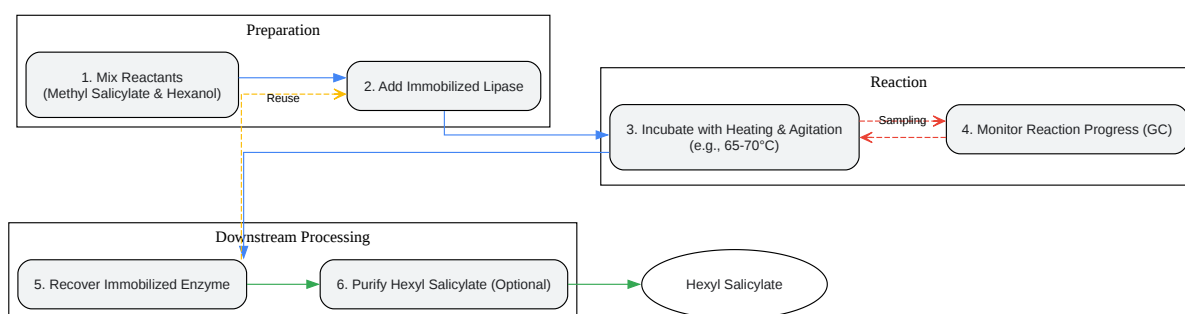 Preparation
1. Mix Reactants
(Methyl Salicylate & Hexanol)
Reuse
2. Add Immobilized Lipase
Reaction
3. Incubate with Heating & Agitation
(e.g., 65-70°C)
Sampling
4. Monitor Reaction Progress (GC)
Downstream Processing
5. Recover Immobilized Enzyme
6. Purify Hexyl Salicylate (Optional)
Hexyl Salicylate